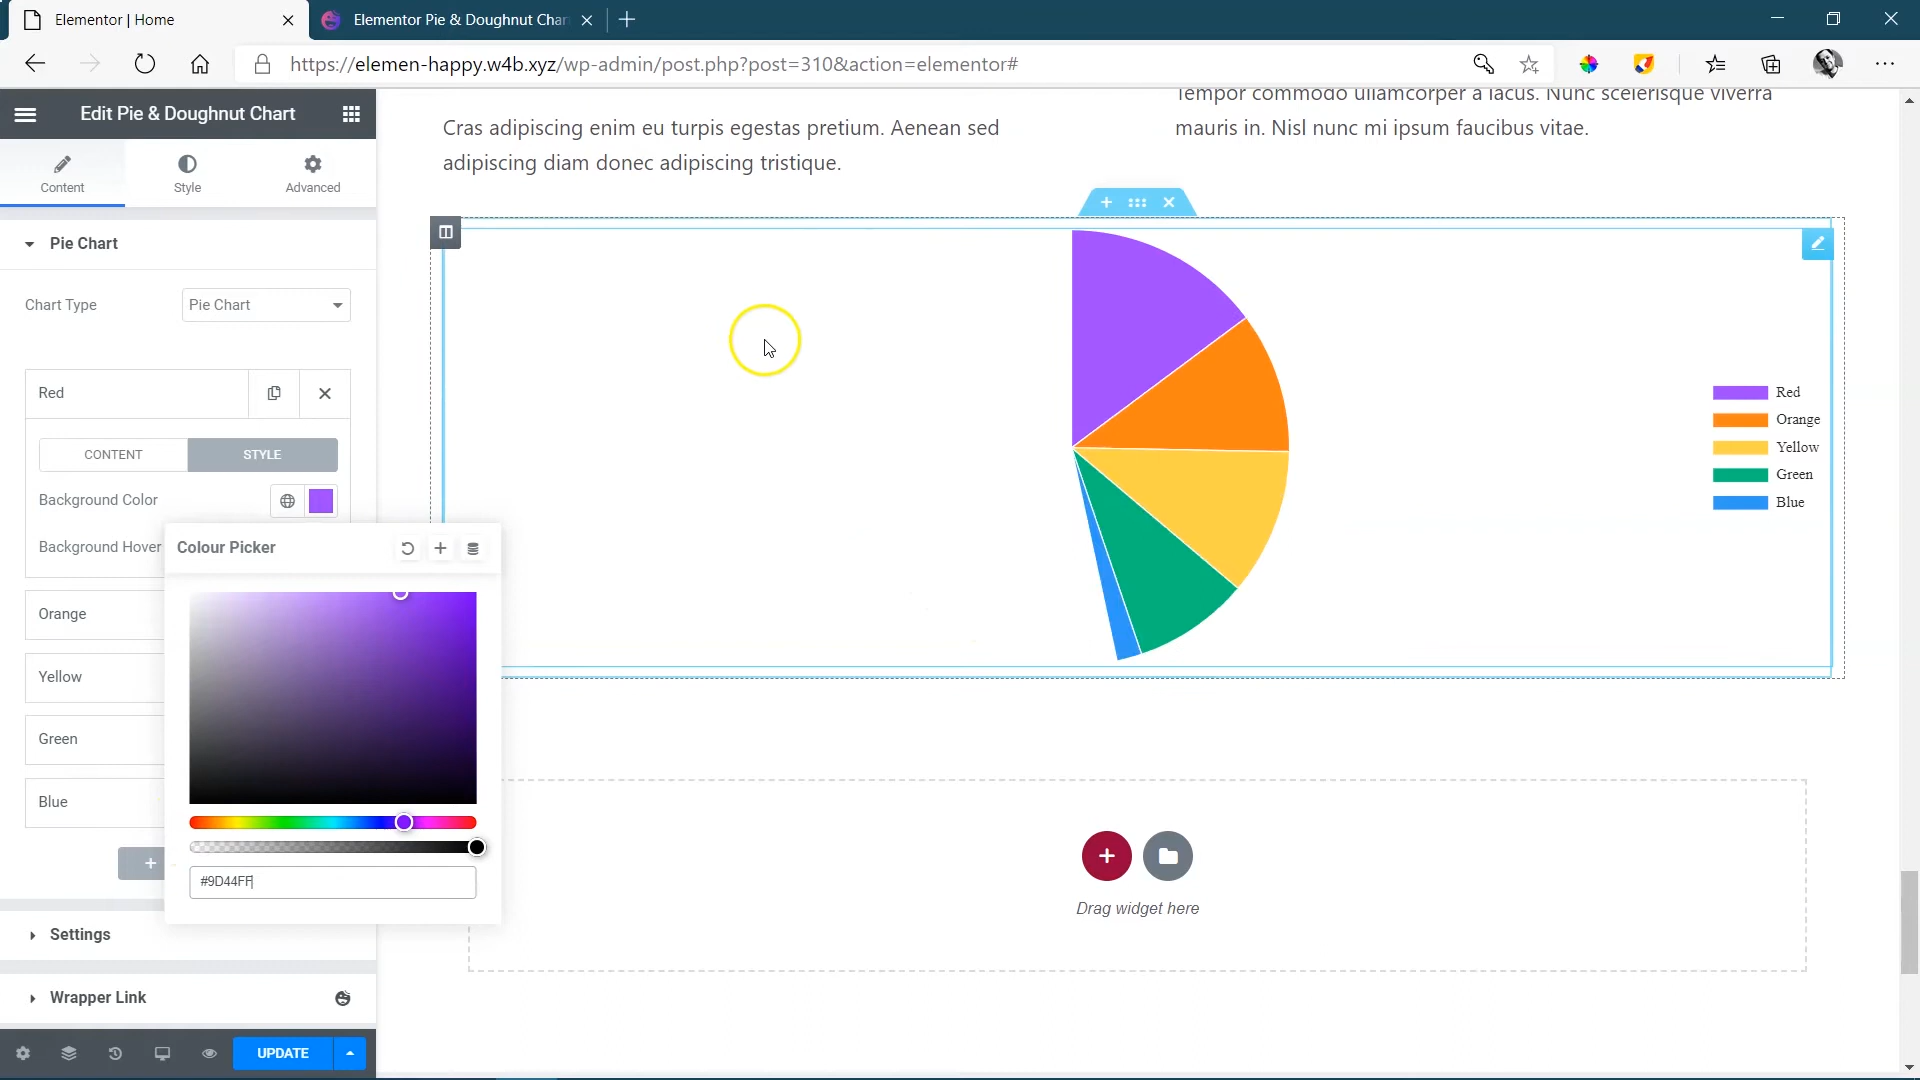 Elementor | Home
Elementor Pie & Doughnut Char
https://elemen-happy.w4b.xyz/wp-admin/post.php?post=310&action=elementor#
Edit Pie & Doughnut Chart
Content
Style
Advanced
Pie Chart
Chart Type
Pie Chart
Red
CONTENT
STYLE
Background Color
Background Hover
Colour Picker
Orange
Yellow
Green
Blue
#9D44FF
Settings
Wrapper Link
UPDATE
Cras adipiscing enim eu turpis egestas pretium. Aenean sed
adipiscing diam donec adipiscing tristique.
Tempor commodo ullamcorper a lacus. Nunc scelerisque viverra
mauris in. Nisl nunc mi ipsum faucibus vitae.
Red
Orange
Yellow
Green
Blue
Drag widget here